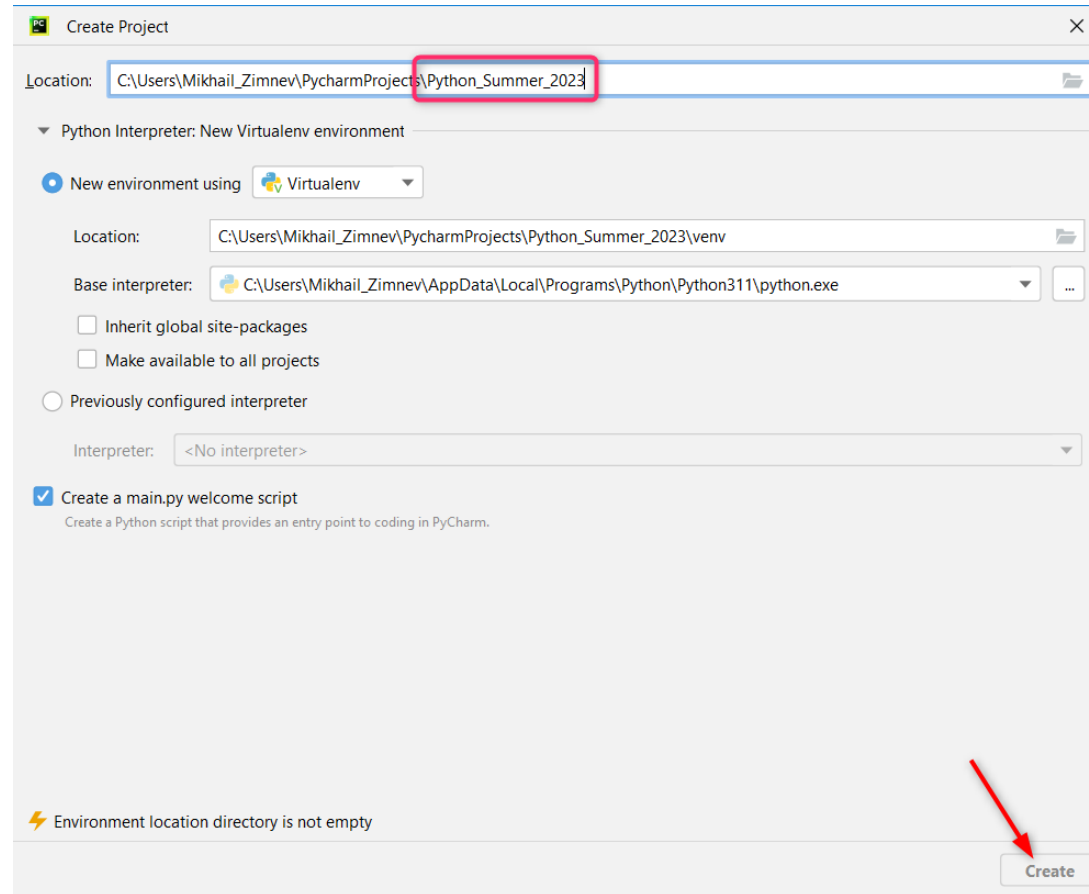 Create Project
Location: C:\Users\Mikhail_Zimnev\PycharmProjects\Python_Summer_2023
Python Interpreter: New Virtualenv environment
New environment using Virtualenv
Location: C:\Users\Mikhail_Zimnev\PycharmProjects\Python_Summer_2023\venv
Base interpreter: C:\Users\Mikhail_Zimnev\AppData\Local\Programs\Python\Python311\python.exe ...
Inherit global site-packages
Make available to all projects
Previously configured interpreter
Interpreter: <No interpreter>
Create a main.py welcome script
Create a Python script that provides an entry point to coding in PyCharm.
Environment location directory is not empty
Create